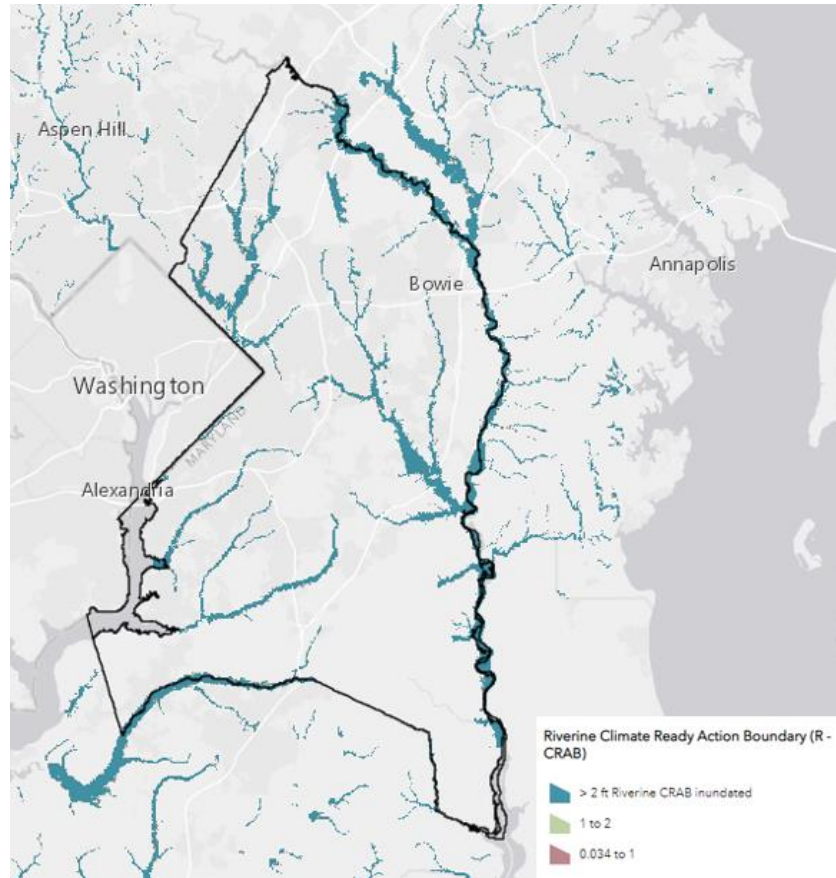 Aspen Hill
Annapolis
Bowie
Washington
MARYLAND
Alexandria
Riverine Climate Ready Action Boundary (R -
CRAB)
> 2 ft Riverine CRAB inundated
1 to 2
0.034 to 1